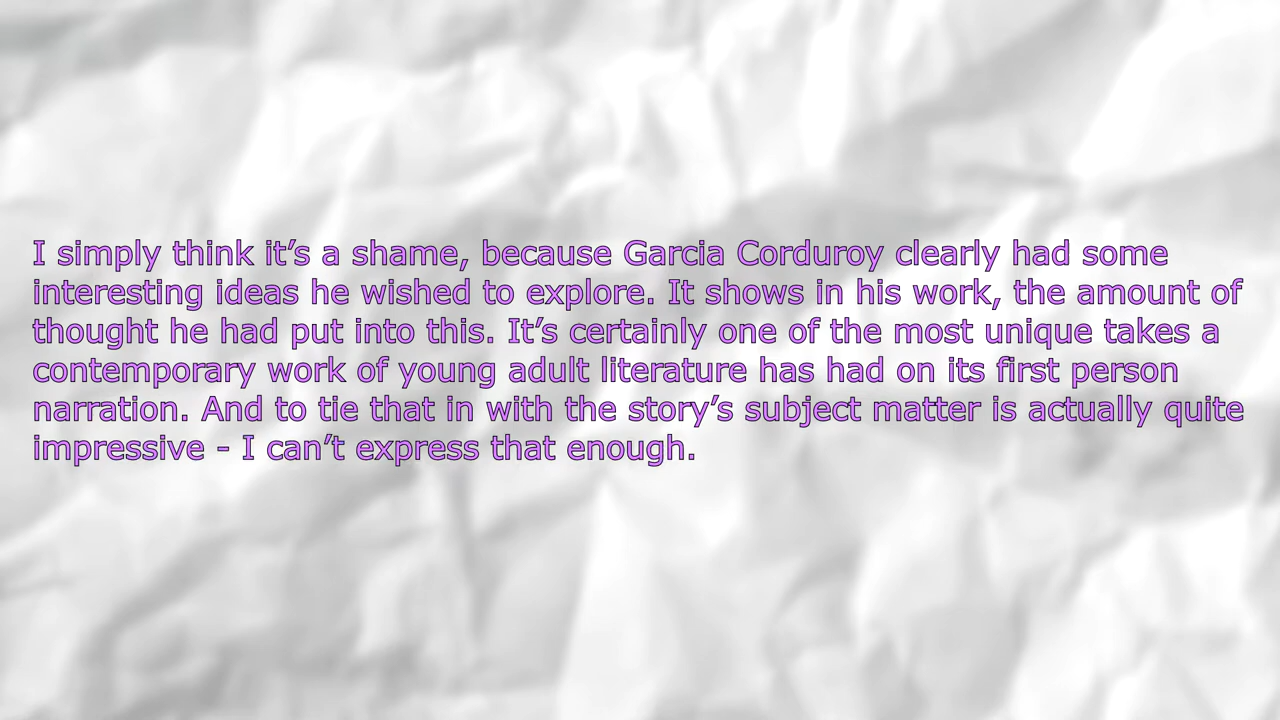 I simply think it’s a shame, because Garcia Corduroy clearly had some
interesting ideas he wished to explore. It shows in his work, the amount of
thought he had put into this. It’s certainly one of the most unique takes a
contemporary work of young adult literature has had on its first person
narration. And to tie that in with the story’s subject matter is actually quite
impressive - I can’t express that enough.